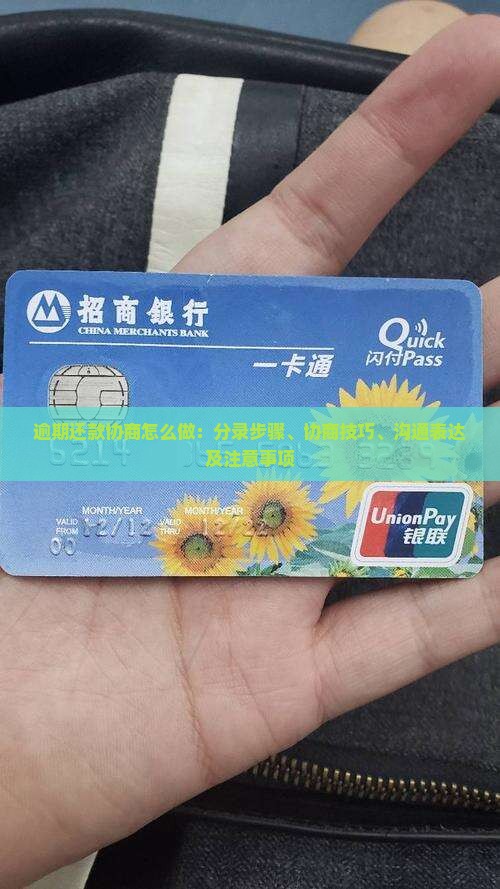 招商银行
CHINA MERCHANTS BANK
Quick
闪付Pass
一卡通
逾期还款协商怎么做：分录步骤、协商技巧、沟通表达
及注意事项
MONTH/YEAR
MONTH/YEAR
VALID
FROM
12/12
VALID
THRU
12/22
00
UnionPay
银联